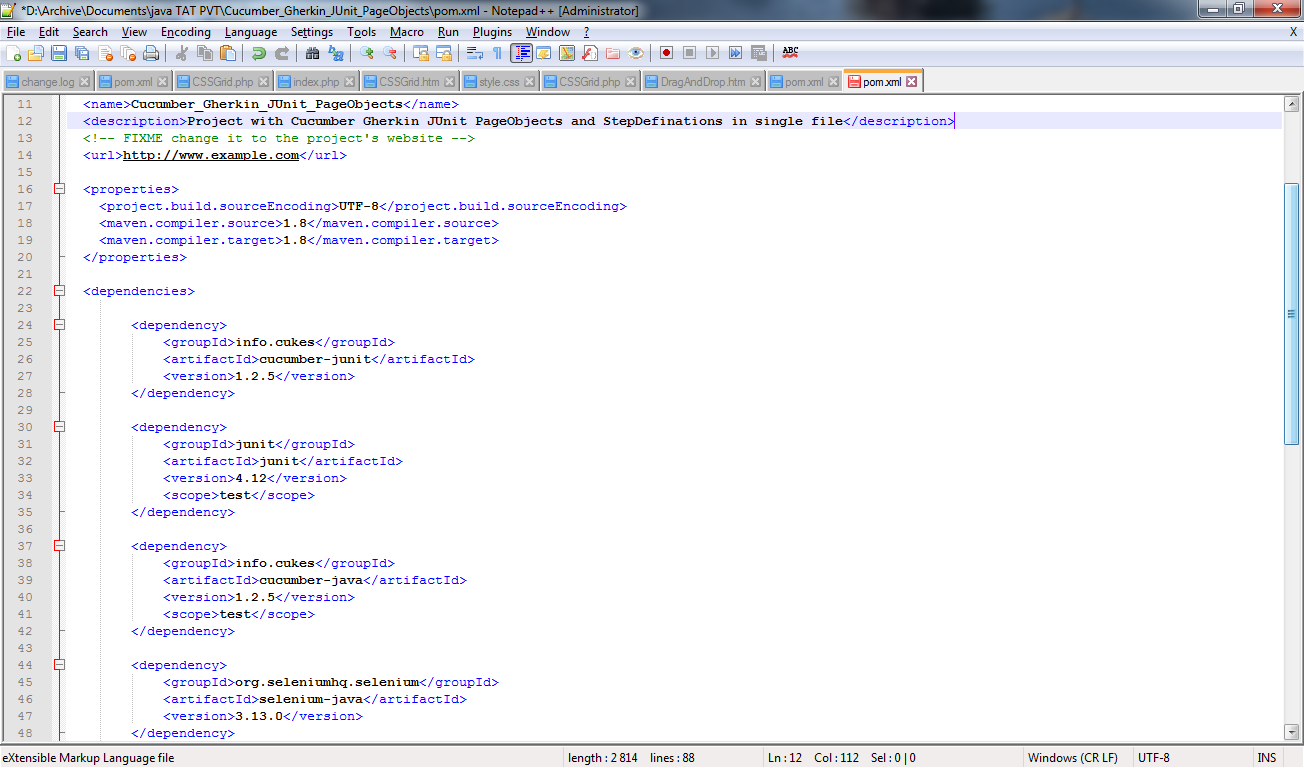 *D:\Archive\Documents\java TAT PVT\Cucumber_Gherkin_JUnit_PageObjects\pom.xml - Notepad++ [Administrator]
File Edit Search View Encoding Language Settings Tools Macro Run Plugins Window ? X
ABC
change.log pom.xml CSSGrid.php index.php CSSGrid.htm style.css CSSGrid.php DragAndDrop.htm pom.xml pom.xml
11 <name>Cucumber_Gherkin_JUnit_PageObjects</name>
12 <description>Project with Cucumber Gherkin JUnit PageObjects and StepDefinations in single file</description>
13 <!-- FIXME change it to the project's website -->
14 <url>http://www.example.com</url>
15
16 <properties>
17 <project.build.sourceEncoding>UTF-8</project.build.sourceEncoding>
18 <maven.compiler.source>1.8</maven.compiler.source>
19 <maven.compiler.target>1.8</maven.compiler.target>
20 </properties>
21
22 <dependencies>
23
24 <dependency>
25 <groupId>info.cukes</groupId>
26 <artifactId>cucumber-junit</artifactId>
27 <version>1.2.5</version>
28 </dependency>
29
30 <dependency>
31 <groupId>junit</groupId>
32 <artifactId>junit</artifactId>
33 <version>4.12</version>
34 <scope>test</scope>
35 </dependency>
36
37 <dependency>
38 <groupId>info.cukes</groupId>
39 <artifactId>cucumber-java</artifactId>
40 <version>1.2.5</version>
41 <scope>test</scope>
42 </dependency>
43
44 <dependency>
45 <groupId>org.seleniumhq.selenium</groupId>
46 <artifactId>selenium-java</artifactId>
47 <version>3.13.0</version>
48 </dependency>
eXtensible Markup Language file length : 2 814 lines : 88 Ln : 12 Col : 112 Sel : 0 | 0 Windows (CR LF) UTF-8 INS